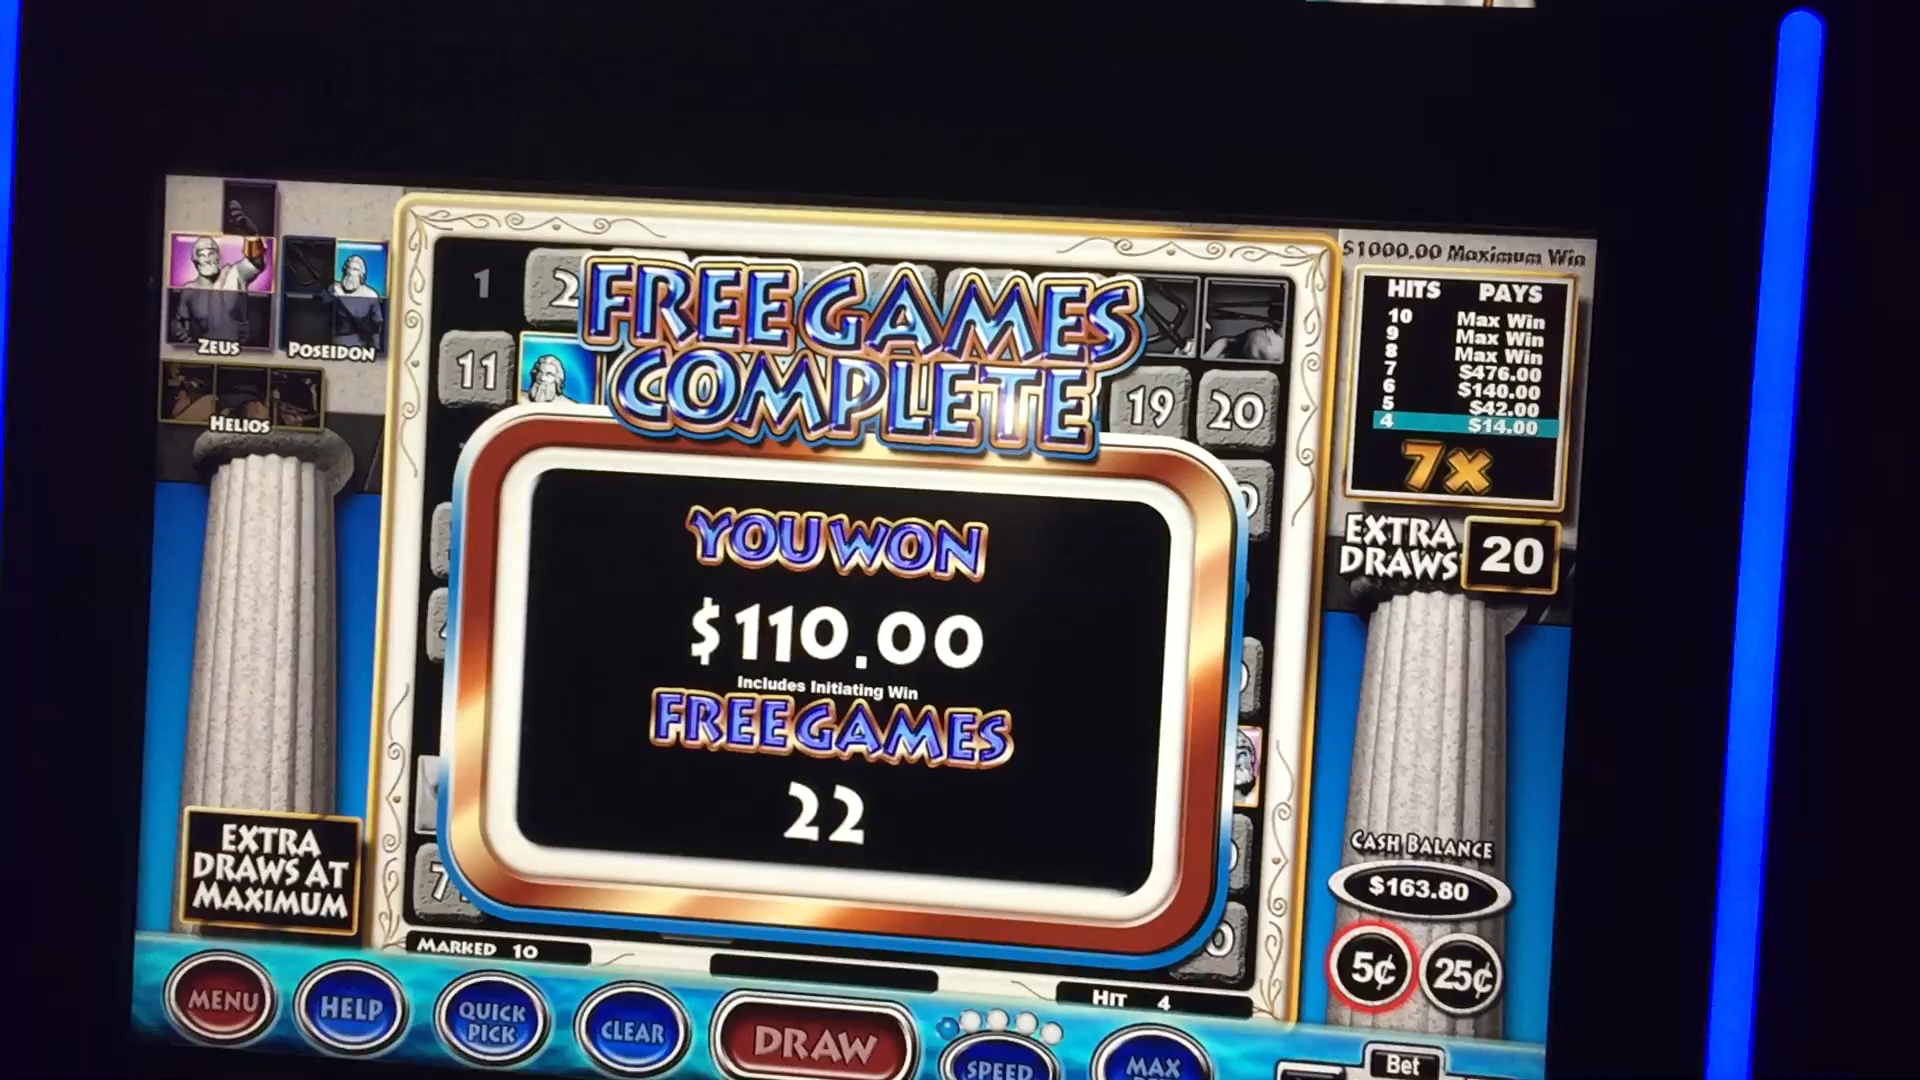 $1000.00 Maximum Win
HITS PAYS
10 Max Win
9 Max Win
8 Max Win
7 $476.00
6 $140.00
5 $42.00
4 $14.00
7x
EXTRA
DRAWS
20
ZEUS
POSEIDON
HELIOS
1
2
11
19
20
FREE GAMES
COMPLETE
YOU WON
$110.00
Includes Initiating Win
FREE GAMES
22
EXTRA
DRAWS AT
MAXIMUM
CASH BALANCE
$163.80
5¢
25¢
MARKED 10
HIT 4
MENU
HELP
QUICK
PICK
CLEAR
DRAW
SPEED
MAX
Bet